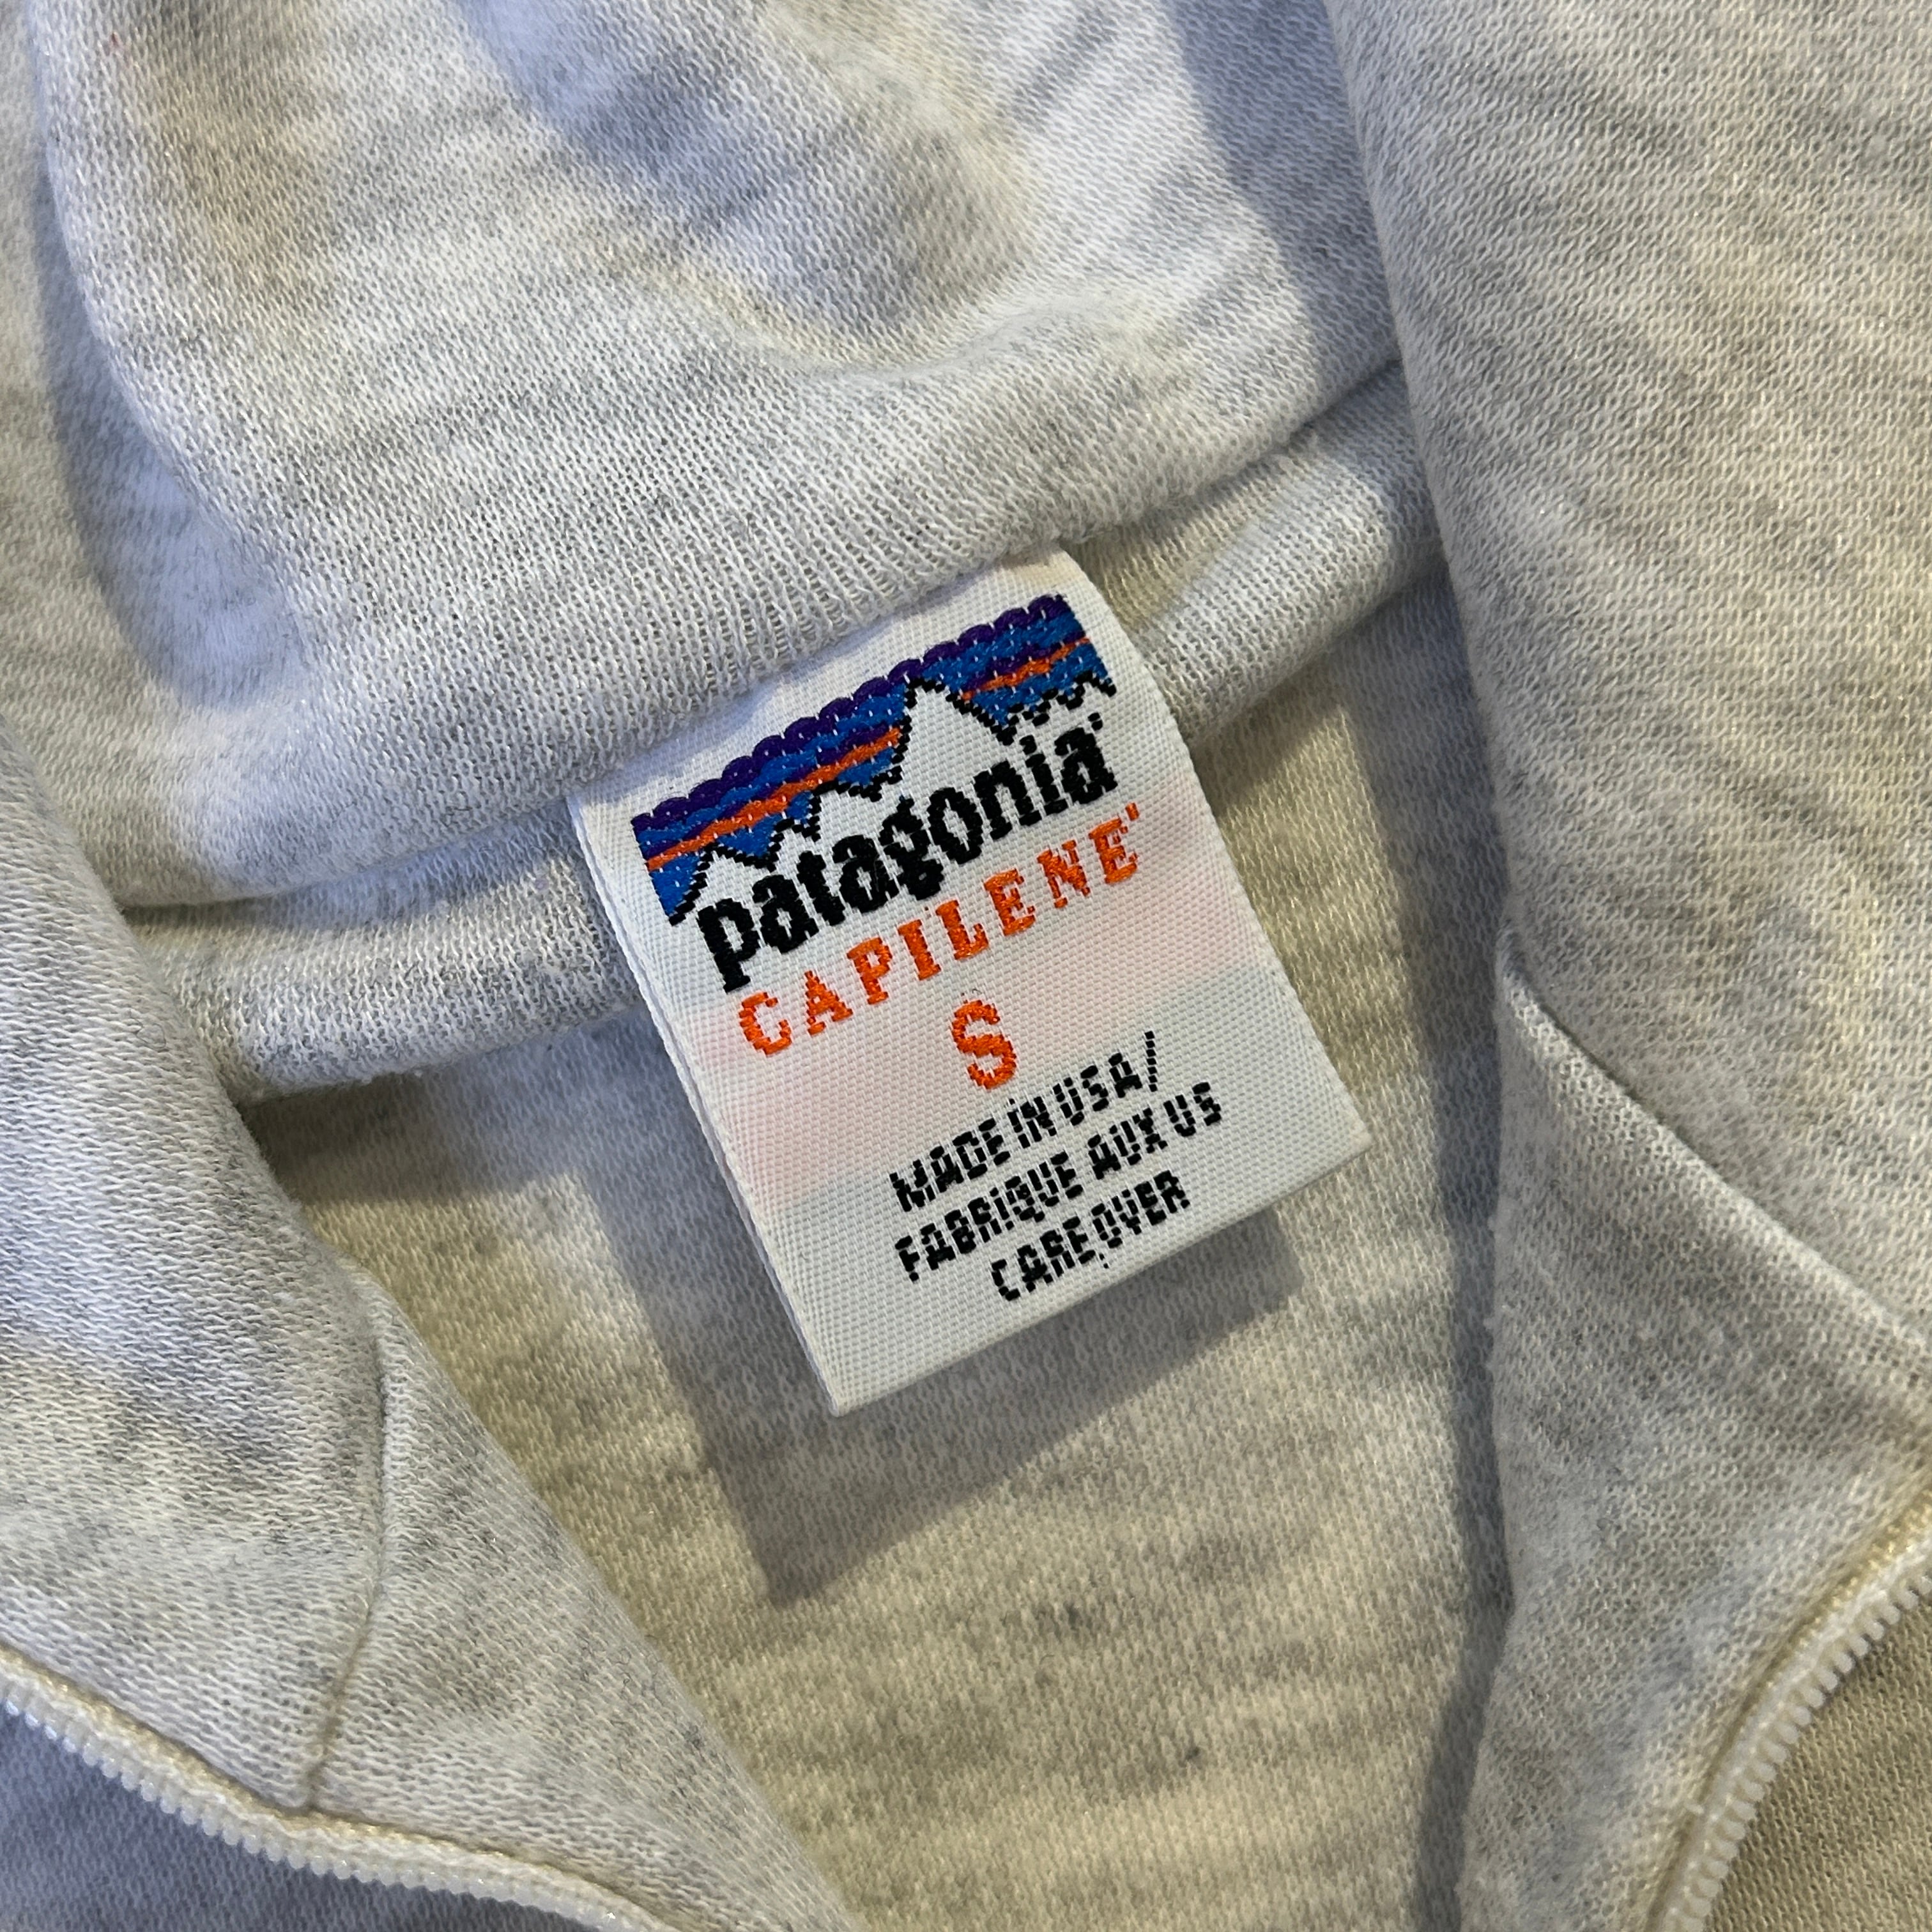 patagonia®
CAPILENE®
S
MADE IN USA/
FABRIQUE AUX US
CARE OVER